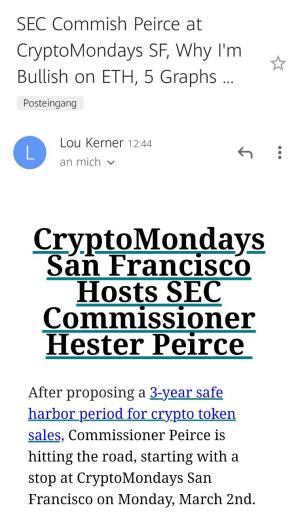 SEC Commish Peirce at
CryptoMondays SF, Why I'm
Bullish on ETH, 5 Graphs ...
Posteingang
L
Lou Kerner 12:44
an mich
CryptoMondays
San Francisco
Hosts SEC
Commissioner
Hester Peirce
After proposing a 3-year safe
harbor period for crypto token
sales, Commissioner Peirce is
hitting the road, starting with a
stop at CryptoMondays San
Francisco on Monday, March 2nd.